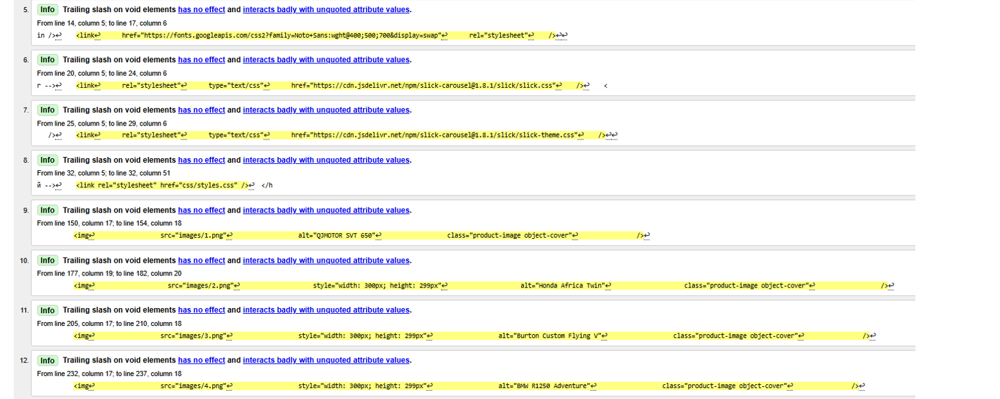 5. Info Trailing slash on void elements has no effect and interacts badly with unquoted attribute values.
From line 14, column 5; to line 17, column 6
in />↩ <link↩ href="https://fonts.googleapis.com/css2?family=Noto+Sans:wght@400;500;700&display=swap"↩ rel="stylesheet"↩ />↩↩
6. Info Trailing slash on void elements has no effect and interacts badly with unquoted attribute values.
From line 20, column 5; to line 24, column 6
r -->↩ <link↩ rel="stylesheet"↩ type="text/css"↩ href="https://cdn.jsdelivr.net/npm/slick-carousel@1.8.1/slick/slick.css"↩ />↩ <
7. Info Trailing slash on void elements has no effect and interacts badly with unquoted attribute values.
From line 25, column 5; to line 29, column 6
/>↩ <link↩ rel="stylesheet"↩ type="text/css"↩ href="https://cdn.jsdelivr.net/npm/slick-carousel@1.8.1/slick/slick-theme.css"↩ />↩↩
8. Info Trailing slash on void elements has no effect and interacts badly with unquoted attribute values.
From line 32, column 5; to line 32, column 51
й -->↩ <link rel="stylesheet" href="css/styles.css" />↩ </h
9. Info Trailing slash on void elements has no effect and interacts badly with unquoted attribute values.
From line 150, column 17; to line 154, column 18
<img↩ src="images/1.png"↩ alt="QJMOTOR SVT 650"↩ class="product-image object-cover"↩ />↩
10. Info Trailing slash on void elements has no effect and interacts badly with unquoted attribute values.
From line 177, column 19; to line 182, column 20
<img↩ src="images/2.png"↩ style="width: 300px; height: 299px"↩ alt="Honda Africa Twin"↩ class="product-image object-cover"↩ />↩
11. Info Trailing slash on void elements has no effect and interacts badly with unquoted attribute values.
From line 205, column 17; to line 210, column 18
<img↩ src="images/3.png"↩ style="width: 300px; height: 299px"↩ alt="Burton Custom Flying V"↩ class="product-image object-cover"↩ />↩
12. Info Trailing slash on void elements has no effect and interacts badly with unquoted attribute values.
From line 232, column 17; to line 237, column 18
<img↩ src="images/4.png"↩ style="width: 300px; height: 299px"↩ alt="BMW R1250 Adventure"↩ class="product-image object-cover"↩ />↩